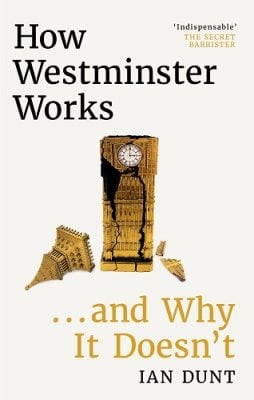 How
Westminster
Works
‘Indispensable’
THE SECRET
BARRISTER
...and Why
It Doesn’t
IAN DUNT